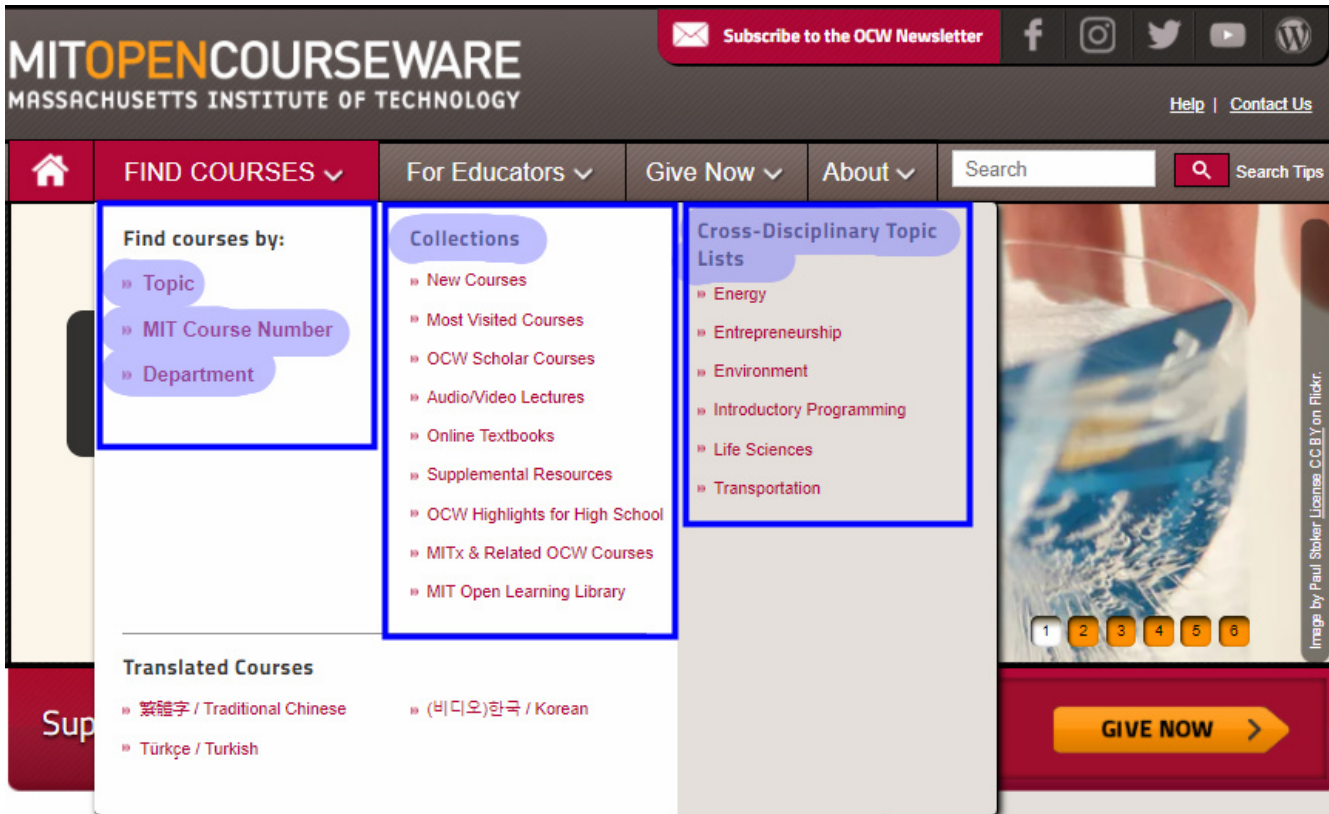 Subscribe to the OCW Newsletter
MITOPENCOURSEWARE
MASSACHUSETTS INSTITUTE OF TECHNOLOGY
Help | Contact Us
FIND COURSES
For Educators
Give Now
About
Search
Search Tips
Find courses by:
» Topic
» MIT Course Number
» Department
Collections
» New Courses
» Most Visited Courses
» OCW Scholar Courses
» Audio/Video Lectures
» Online Textbooks
» Supplemental Resources
» OCW Highlights for High School
» MITx & Related OCW Courses
» MIT Open Learning Library
Cross-Disciplinary Topic
Lists
» Energy
» Entrepreneurship
» Environment
» Introductory Programming
» Life Sciences
» Transportation
Image by Paul Stoker License CC BY on Flickr.
1 2 3 4 5 6
Translated Courses
» 繁體字 / Traditional Chinese
» (비디오)한국 / Korean
» Türkçe / Turkish
Sup
GIVE NOW